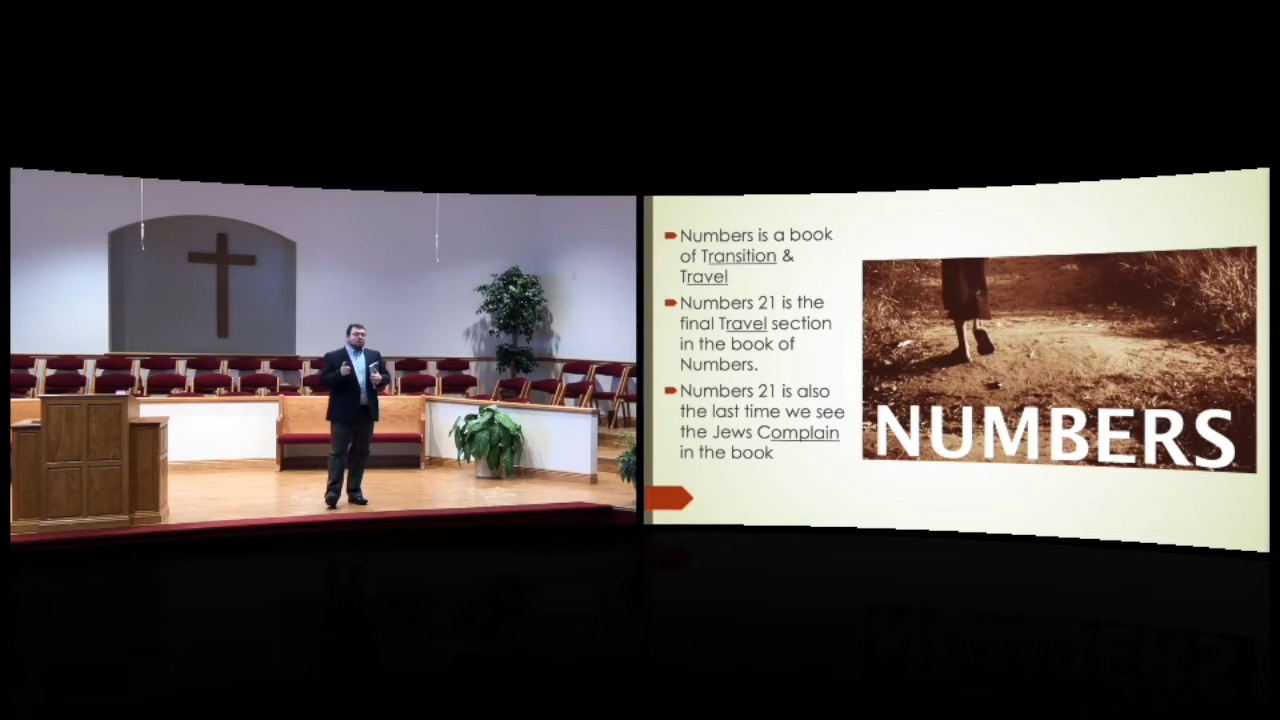 Numbers is a book
of Transition &
Travel
Numbers 21 is the
final Travel section
in the book of
Numbers.
Numbers 21 is also
the last time we see
the Jews Complain
in the book
NUMBERS